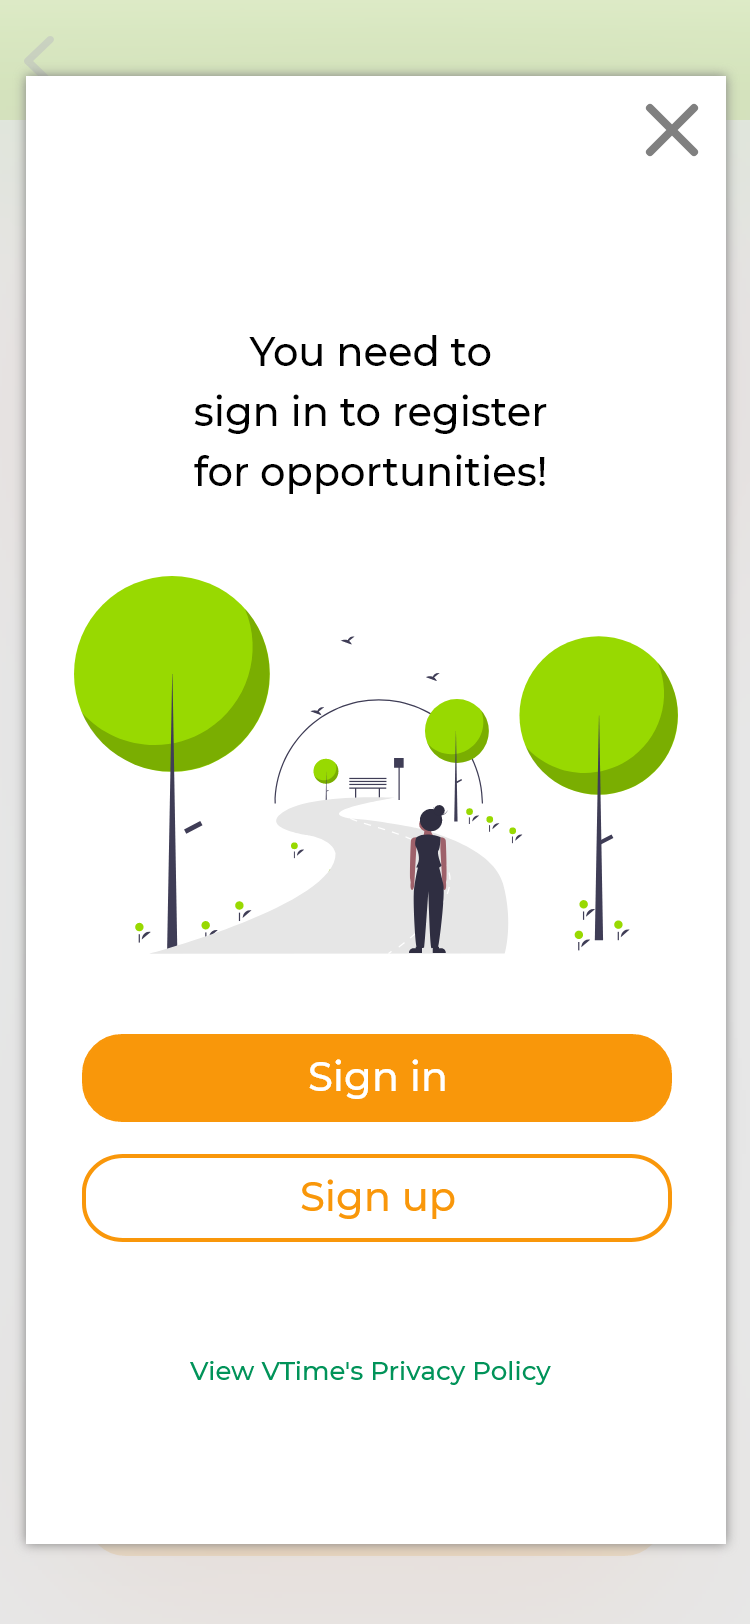 You need to
sign in to register
for opportunities!
Sign in
Sign up
View VTime's Privacy Policy